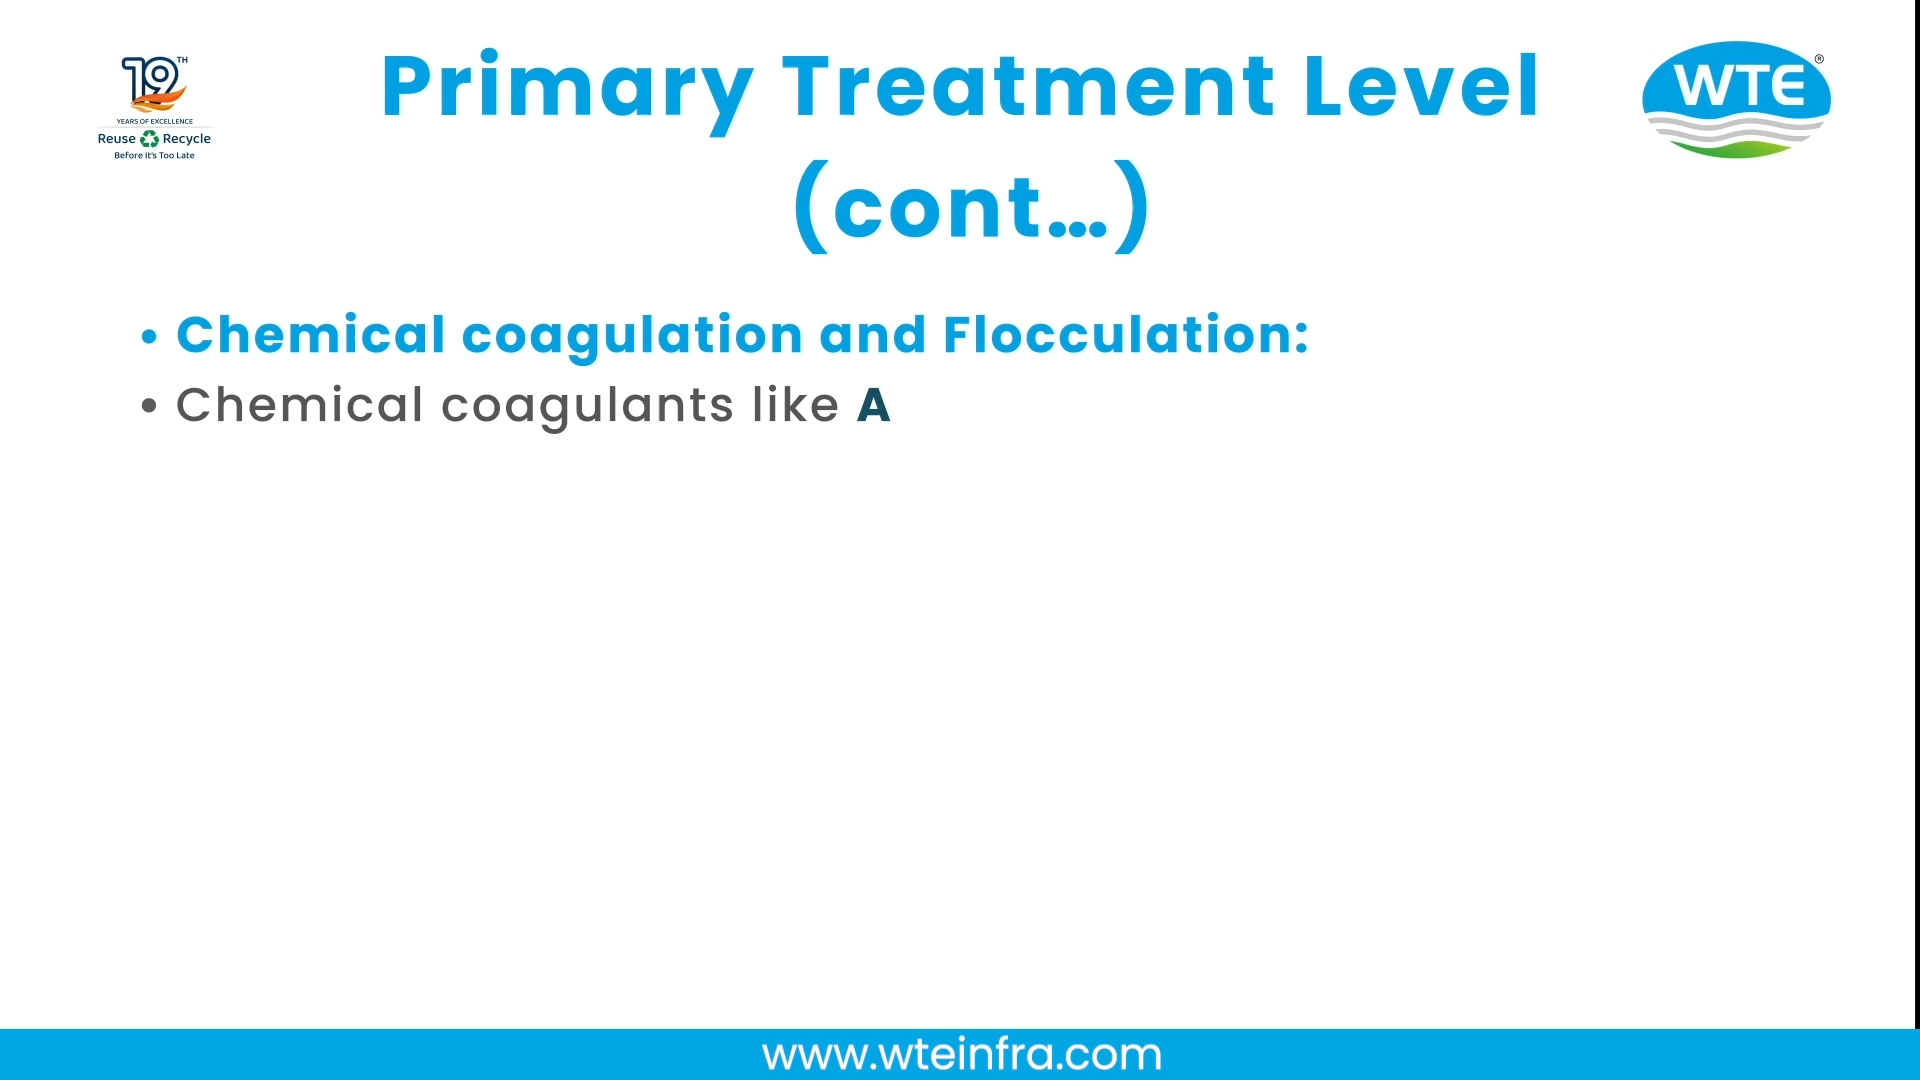 19TH
YEARS OF EXCELLENCE
Reuse Recycle
Before It's Too Late
Primary Treatment Level
(cont…)
WTE®
• Chemical coagulation and Flocculation:
• Chemical coagulants like A
www.wteinfra.com